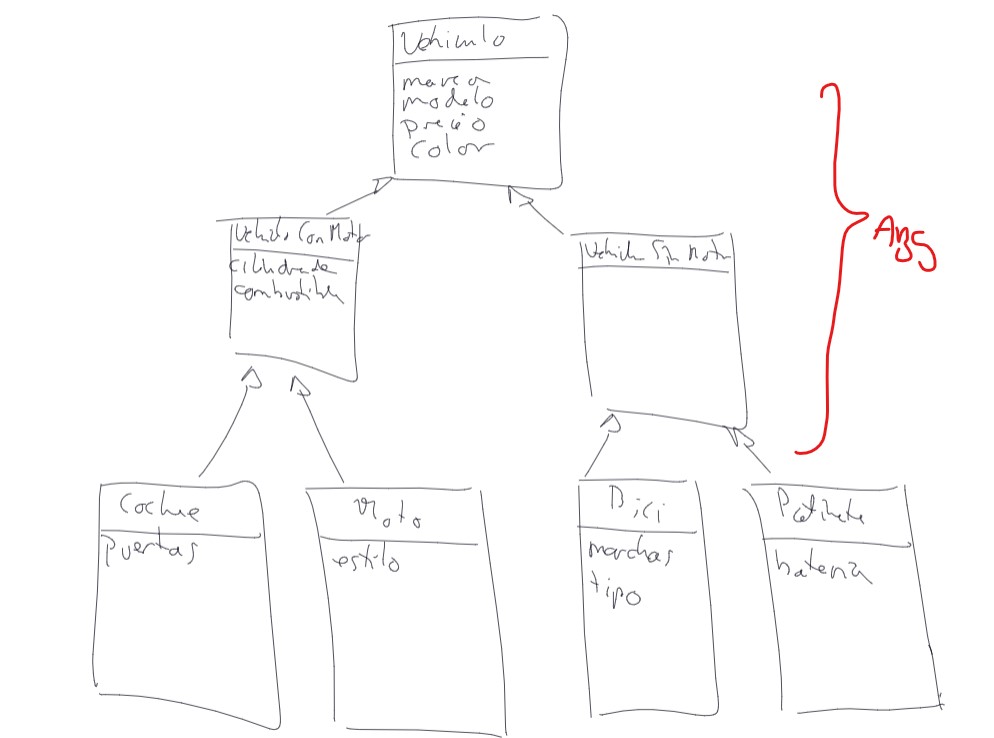 Vehiculo
marca
modelo
precio
color
Vehiculo Con Motor
cilindrada
combustible
Vehiculo Sin Motor
Coche
puertas
Moto
estilo
Bici
marchas
tipo
Patinete
bateria